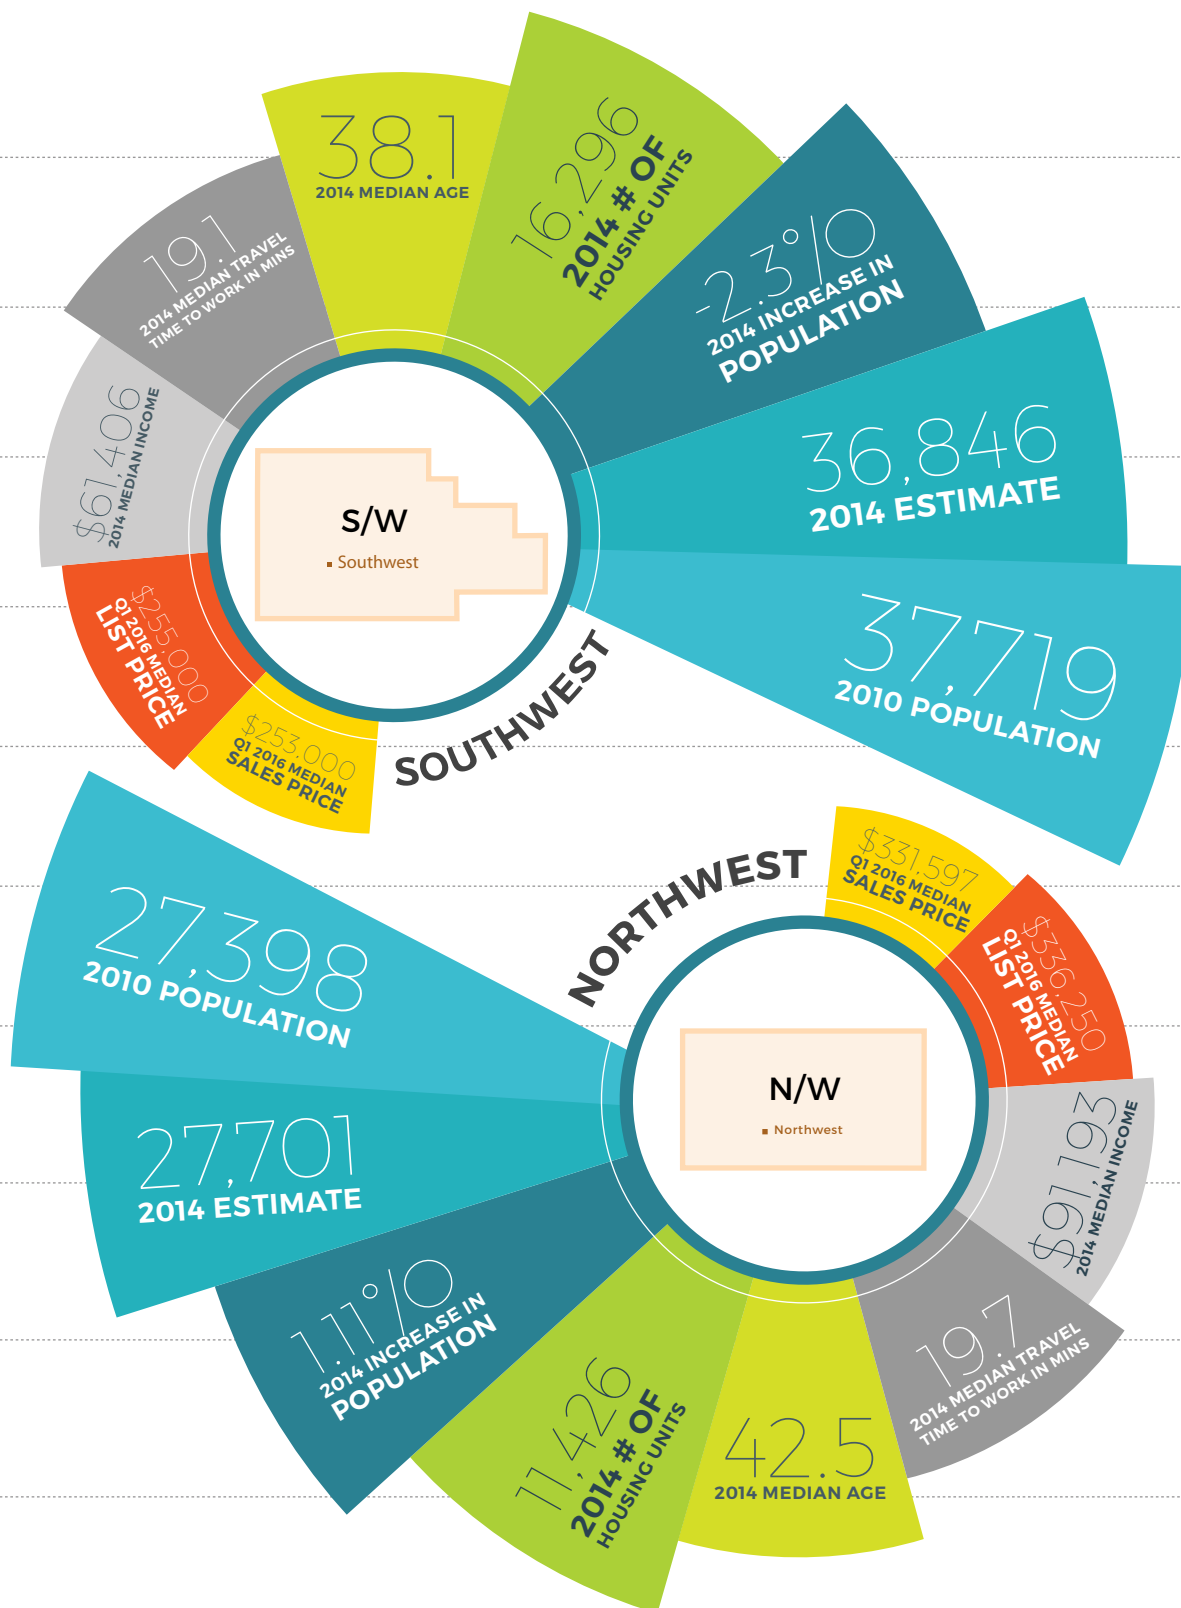 38.1
2014 MEDIAN AGE
16,296
2014 # OF
HOUSING UNITS
-2.3%
2014 INCREASE IN
POPULATION
36,846
2014 ESTIMATE
37,719
2010 POPULATION
19.1
2014 MEDIAN TRAVEL
TIME TO WORK IN MINS
$61,406
2014 MEDIAN INCOME
$255,000
Q1 2016 MEDIAN
LIST PRICE
$253,000
Q1 2016 MEDIAN
SALES PRICE
S/W
▪ Southwest
SOUTHWEST
NORTHWEST
$331,597
Q1 2016 MEDIAN
SALES PRICE
$336,250
Q1 2016 MEDIAN
LIST PRICE
$91,193
2014 MEDIAN INCOME
19.7
2014 MEDIAN TRAVEL
TIME TO WORK IN MINS
42.5
2014 MEDIAN AGE
11,426
2014 # OF
HOUSING UNITS
1.11%
2014 INCREASE IN
POPULATION
27,701
2014 ESTIMATE
27,398
2010 POPULATION
N/W
▪ Northwest